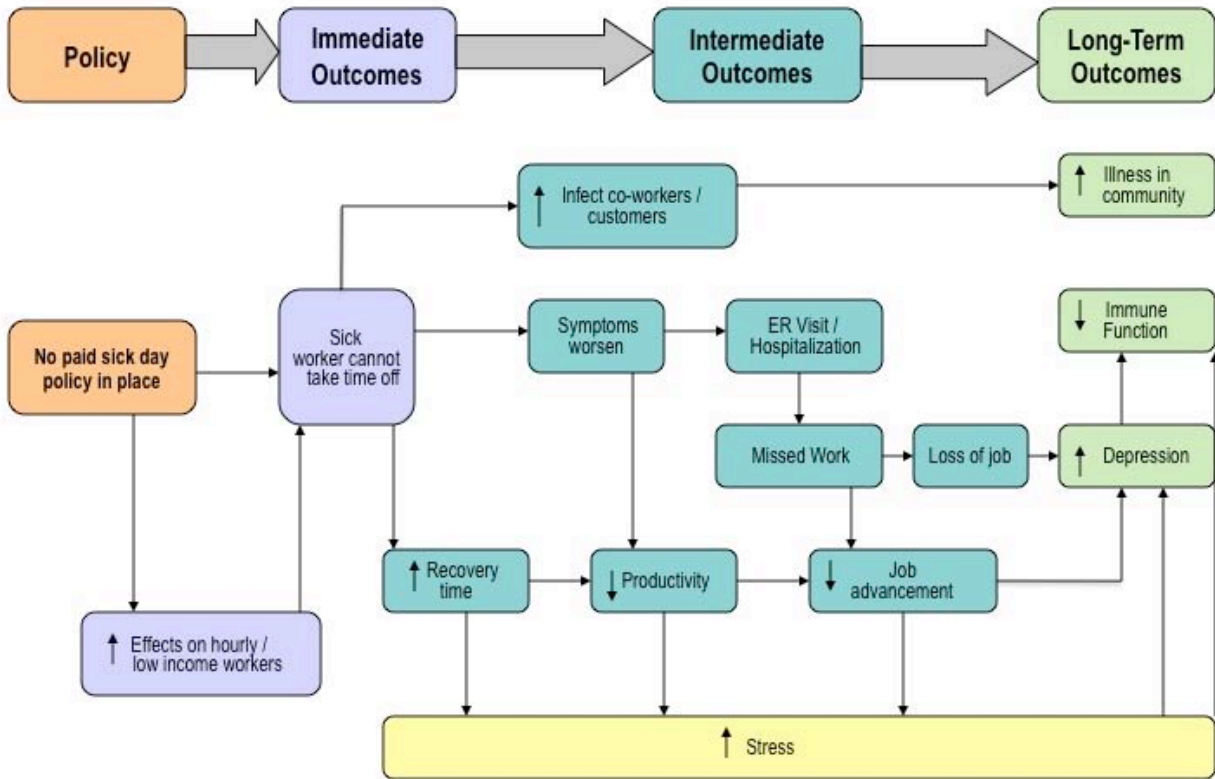 Policy
Immediate
Outcomes
Intermediate
Outcomes
Long-Term
Outcomes
↑ Infect co-workers /
customers
↑ Illness in
community
No paid sick day
policy in place
Sick
worker cannot
take time off
Symptoms
worsen
ER Visit /
Hospitalization
↓ Immune
Function
Missed Work
Loss of job
↑ Depression
↑ Recovery
time
↓ Productivity
↓ Job
advancement
↑ Effects on hourly /
low income workers
↑ Stress